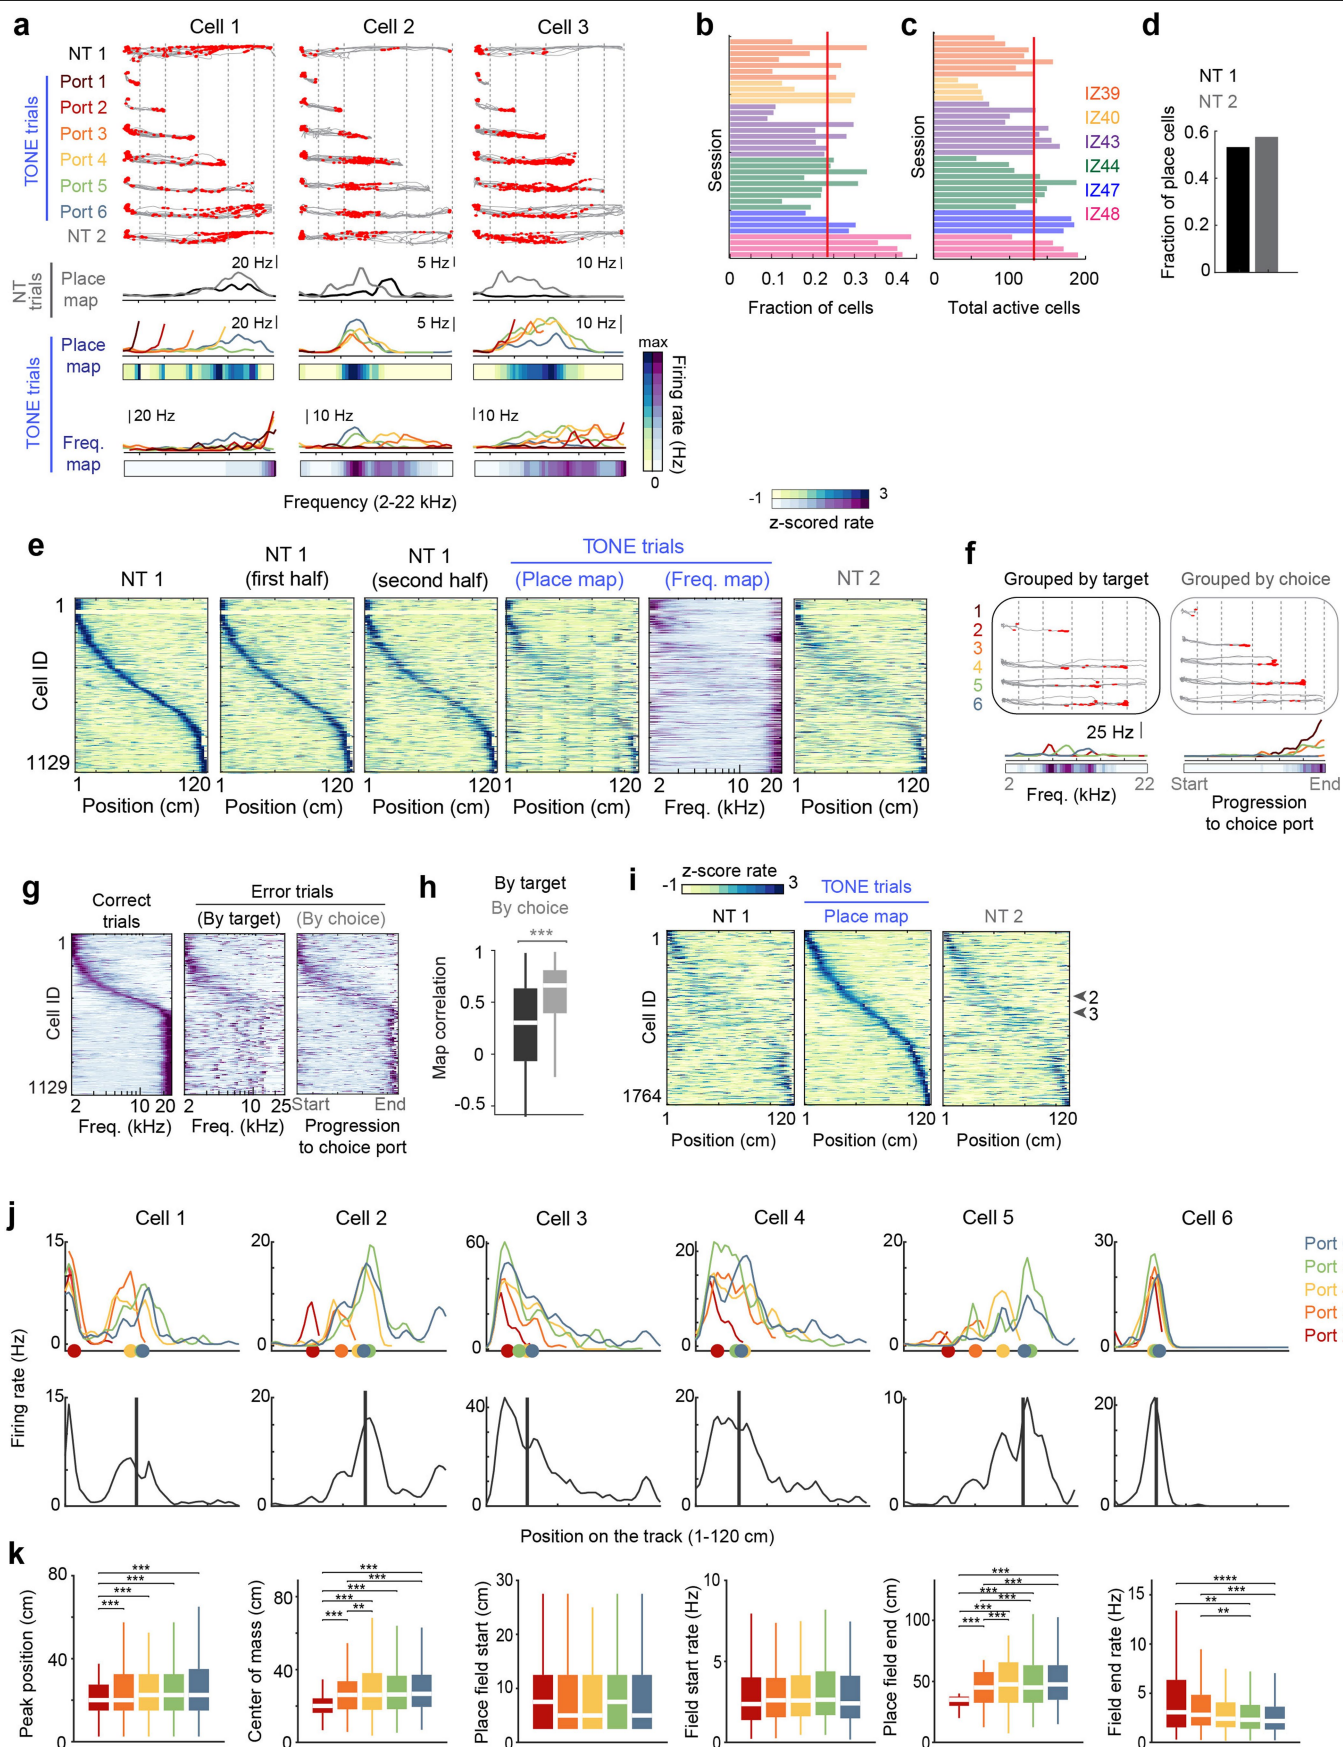 a
Cell 1
Cell 2
Cell 3
NT 1
Port 1
Port 2
Port 3
Port 4
Port 5
Port 6
NT 2
TONE trials
20 Hz
5 Hz
10 Hz
NT trials
Place map
20 Hz
5 Hz
10 Hz
TONE trials
Place map
20 Hz
10 Hz
10 Hz
Freq. map
max
Firing rate (Hz)
0
Frequency (2-22 kHz)
b
Session
0 0.1 0.2 0.3 0.4
Fraction of cells
c
Session
0 100 200
Total active cells
IZ39
IZ40
IZ43
IZ44
IZ47
IZ48
d
NT 1
NT 2
Fraction of place cells
0.6
0.4
0.2
0
-1 3
z-scored rate
e
NT 1
NT 1 (first half)
NT 1 (second half)
TONE trials
(Place map) (Freq. map)
NT 2
Cell ID
1
1129
1 120
Position (cm)
1 120
Position (cm)
1 120
Position (cm)
1 120
Position (cm)
2 10 20
Freq. (kHz)
1 120
Position (cm)
f
Grouped by target
Grouped by choice
1
2
3
4
5
6
25 Hz
2 22
Freq. (kHz)
Start End
Progression to choice port
g
Correct trials
Error trials
(By target) (By choice)
Cell ID
1
1129
2 10 20
Freq. (kHz)
2 10 25
Freq. (kHz)
Start End
Progression to choice port
h
By target
By choice
***
Map correlation
1
0.5
0
-0.5
i
z-score rate
-1 3
TONE trials
NT 1
Place map
NT 2
Cell ID
1
1764
2
3
1 120
Position (cm)
1 120
Position (cm)
1 120
Position (cm)
j
Cell 1
Cell 2
Cell 3
Cell 4
Cell 5
Cell 6
Port
Port
Port
Port
Port
Firing rate (Hz)
15
0
20
0
60
0
20
0
20
0
30
0
15
0
20
0
40
0
20
0
10
0
20
0
Position on the track (1-120 cm)
k
Peak position (cm)
80
40
0
***
***
***
***
Center of mass (cm)
80
40
0
***
***
***
***
**
***
Place field start (cm)
30
20
10
0
Field start rate (Hz)
10
5
0
Place field end (cm)
100
50
0
***
***
***
***
***
***
***
Field end rate (Hz)
15
10
5
0
****
***
**
**